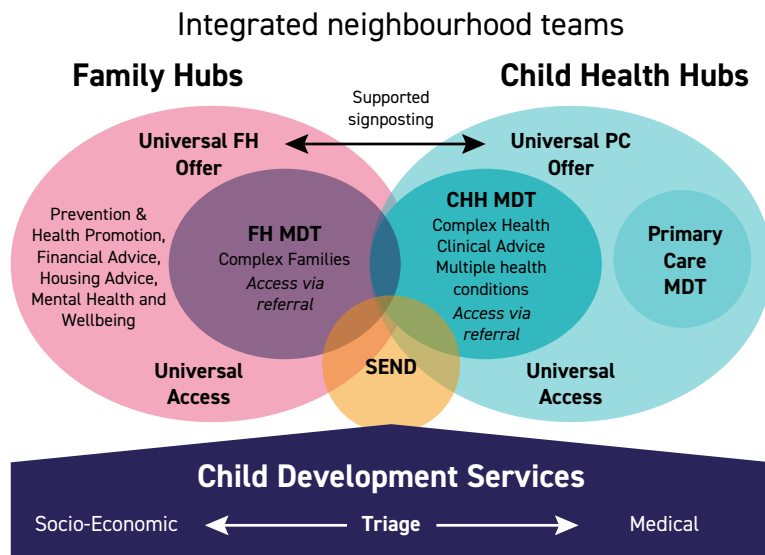 Integrated neighbourhood teams
Family Hubs
Child Health Hubs
Supported
signposting
Universal FH
Offer
Universal PC
Offer
Prevention &
Health Promotion,
Financial Advice,
Housing Advice,
Mental Health and
Wellbeing
FH MDT
Complex Families
Access via
referral
CHH MDT
Complex Health
Clinical Advice
Multiple health
conditions
Access via
referral
Primary
Care
MDT
SEND
Universal
Access
Universal
Access
Child Development Services
Socio-Economic
Triage
Medical